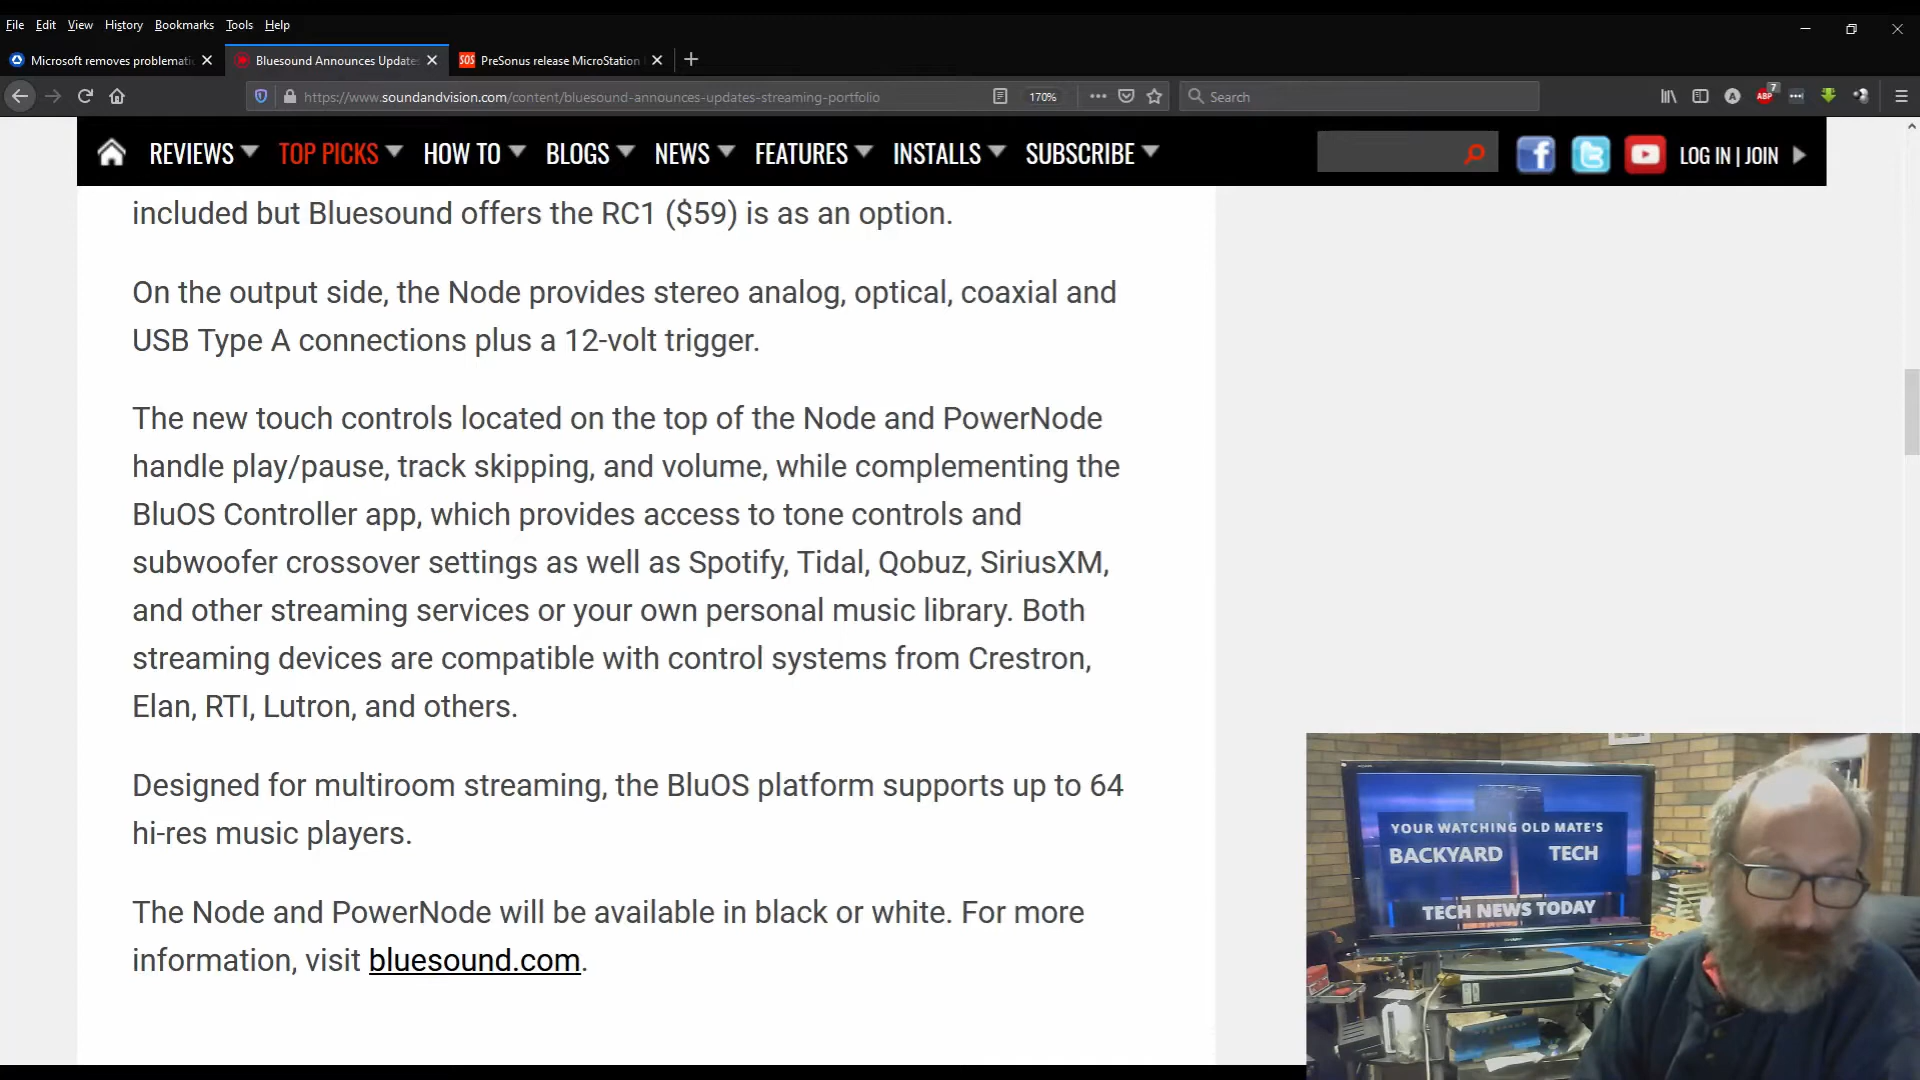 File Edit View History Bookmarks Tools Help
Microsoft removes problemati
Bluesound Announces Update
PreSonus release MicroStation
https://www.soundandvision.com/content/bluesound-announces-updates-streaming-portfolio
170%
Search
ABP
7
REVIEWS TOP PICKS HOW TO BLOGS NEWS FEATURES INSTALLS SUBSCRIBE LOG IN | JOIN
included but Bluesound offers the RC1 ($59) is as an option.
On the output side, the Node provides stereo analog, optical, coaxial and
USB Type A connections plus a 12-volt trigger.
The new touch controls located on the top of the Node and PowerNode
handle play/pause, track skipping, and volume, while complementing the
BluOS Controller app, which provides access to tone controls and
subwoofer crossover settings as well as Spotify, Tidal, Qobuz, SiriusXM,
and other streaming services or your own personal music library. Both
streaming devices are compatible with control systems from Crestron,
Elan, RTI, Lutron, and others.
Designed for multiroom streaming, the BluOS platform supports up to 64
hi-res music players.
The Node and PowerNode will be available in black or white. For more
information, visit bluesound.com.
YOUR WATCHING OLD MATE'S
BACKYARD TECH
TECH NEWS TODAY